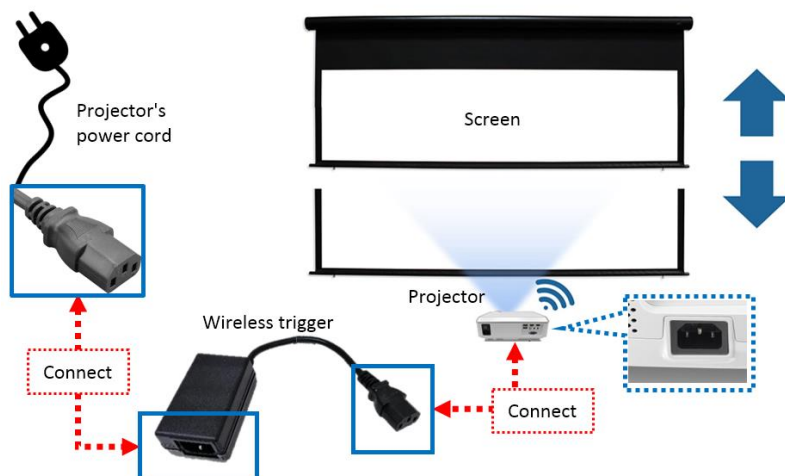 Projector's
power cord
Screen
Projector
Wireless trigger
Connect
Connect